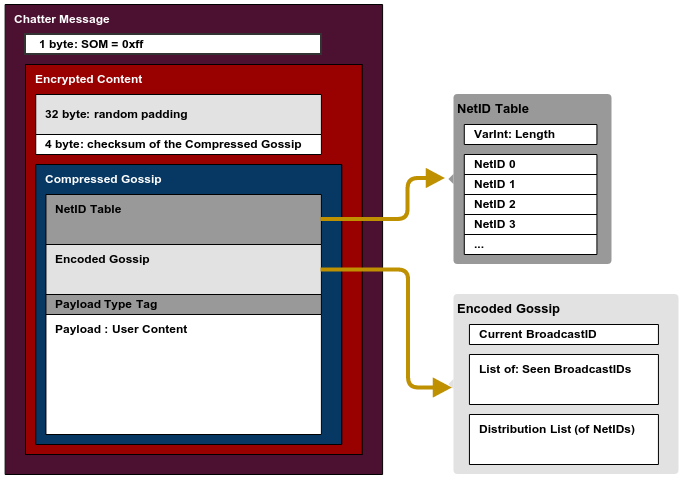 Chatter Message
1 byte: SOM = 0xff
Encrypted Content
32 byte: random padding
4 byte: checksum of the Compressed Gossip
Compressed Gossip
NetID Table
Encoded Gossip
Payload Type Tag
Payload : User Content
NetID Table
VarInt: Length
NetID 0
NetID 1
NetID 2
NetID 3
...
Encoded Gossip
Current BroadcastID
List of: Seen BroadcastIDs
Distribution List (of NetIDs)